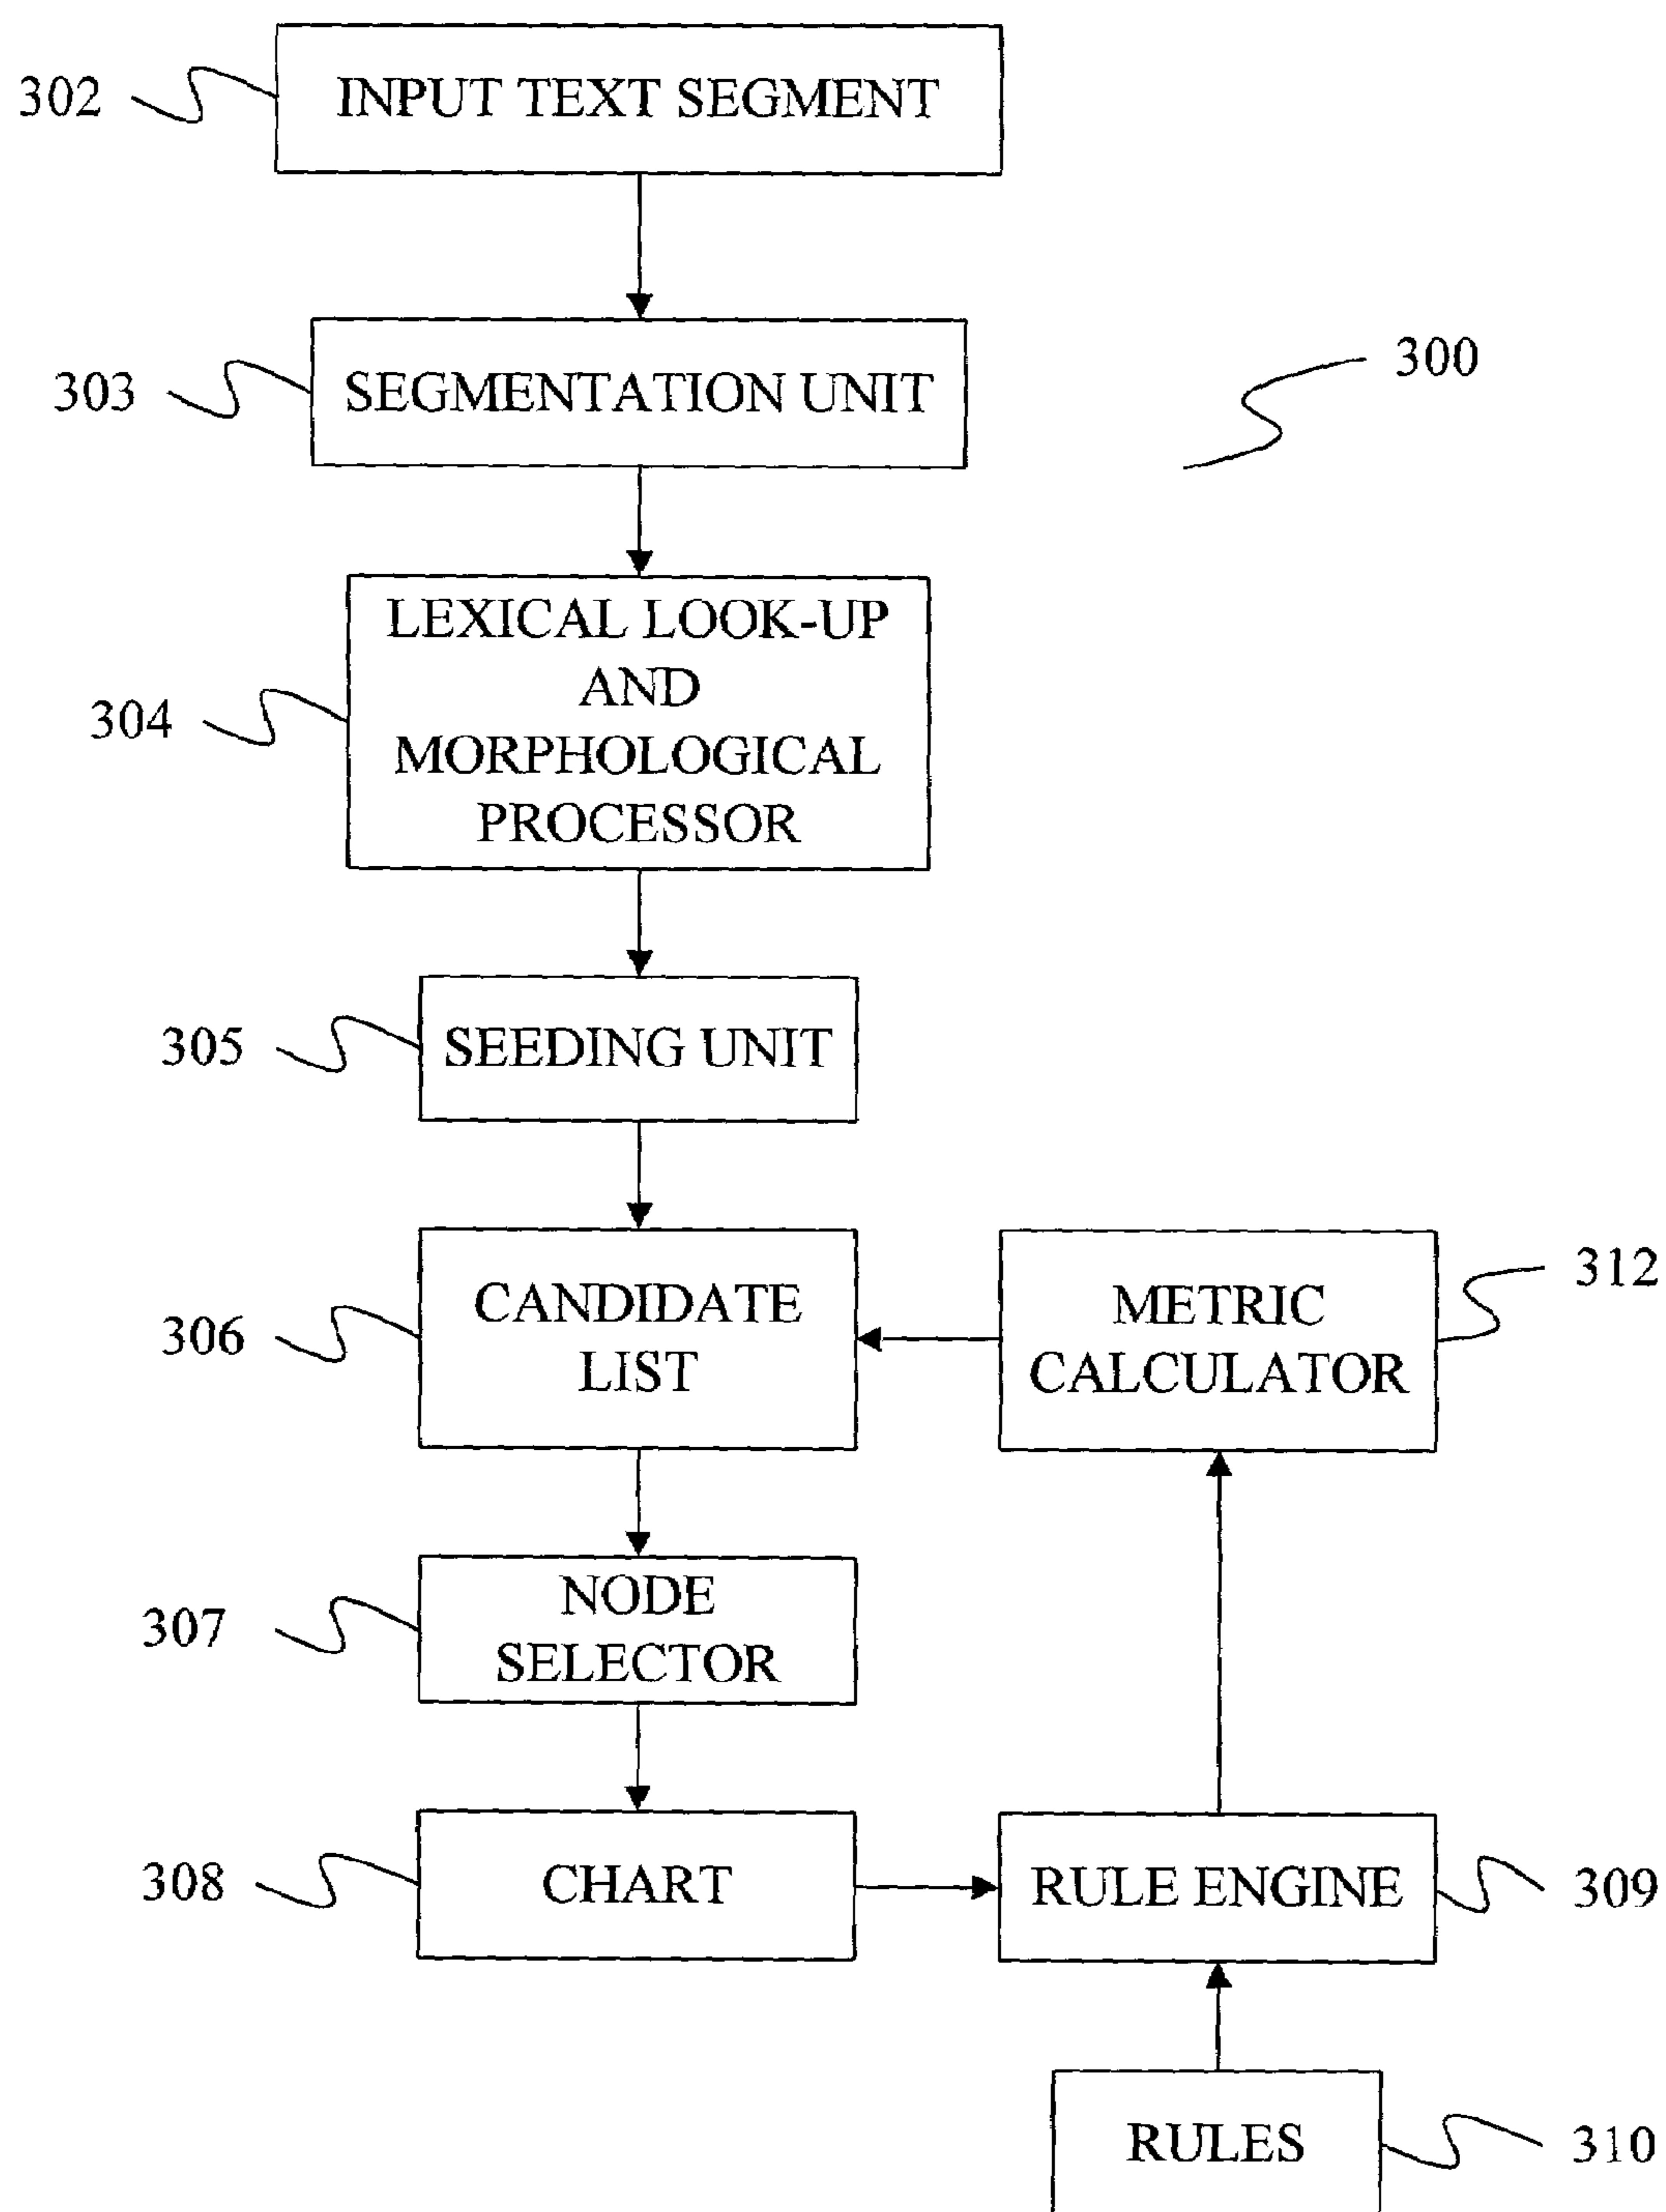 302
INPUT TEXT SEGMENT
303
SEGMENTATION UNIT
300
304
LEXICAL LOOK-UP
AND
MORPHOLOGICAL
PROCESSOR
305
SEEDING UNIT
306
CANDIDATE
LIST
METRIC
CALCULATOR
312
307
NODE
SELECTOR
308
CHART
RULE ENGINE
309
RULES
310